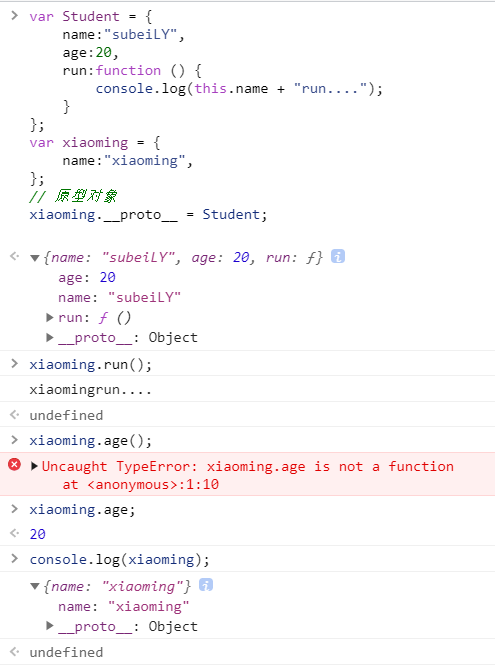 > var Student = {
name:"subeiLY",
age:20,
run:function () {
console.log(this.name + "run....");
}
};
var xiaoming = {
name:"xiaoming",
};
// 原型对象
xiaoming.__proto__ = Student;
<· ▼{name: "subeiLY", age: 20, run: ƒ} i
age: 20
name: "subeiLY"
▶run: ƒ ()
▶__proto__: Object
> xiaoming.run();
xiaomingrun....
<· undefined
> xiaoming.age();
▶Uncaught TypeError: xiaoming.age is not a function
at <anonymous>:1:10
> xiaoming.age;
<· 20
> console.log(xiaoming);
▼{name: "xiaoming"} i
name: "xiaoming"
▶__proto__: Object
<· undefined